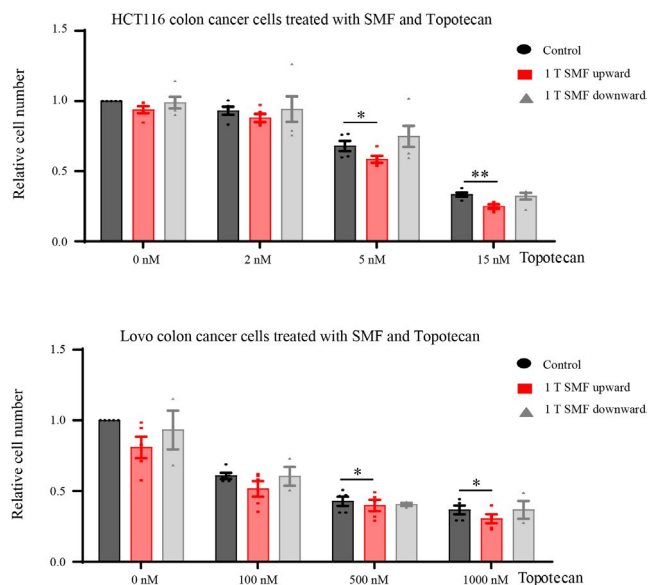 HCT116 colon cancer cells treated with SMF and Topotecan
1.5
1.0
0.5
0.0
Relative cell number
Control
1 T SMF upward
1 T SMF downward
*
**
0 nM
2 nM
5 nM
15 nM
Topotecan
Lovo colon cancer cells treated with SMF and Topotecan
1.5
1.0
0.5
0.0
Relative cell number
Control
1 T SMF upward
1 T SMF downward
*
*
0 nM
100 nM
500 nM
1000 nM
Topotecan